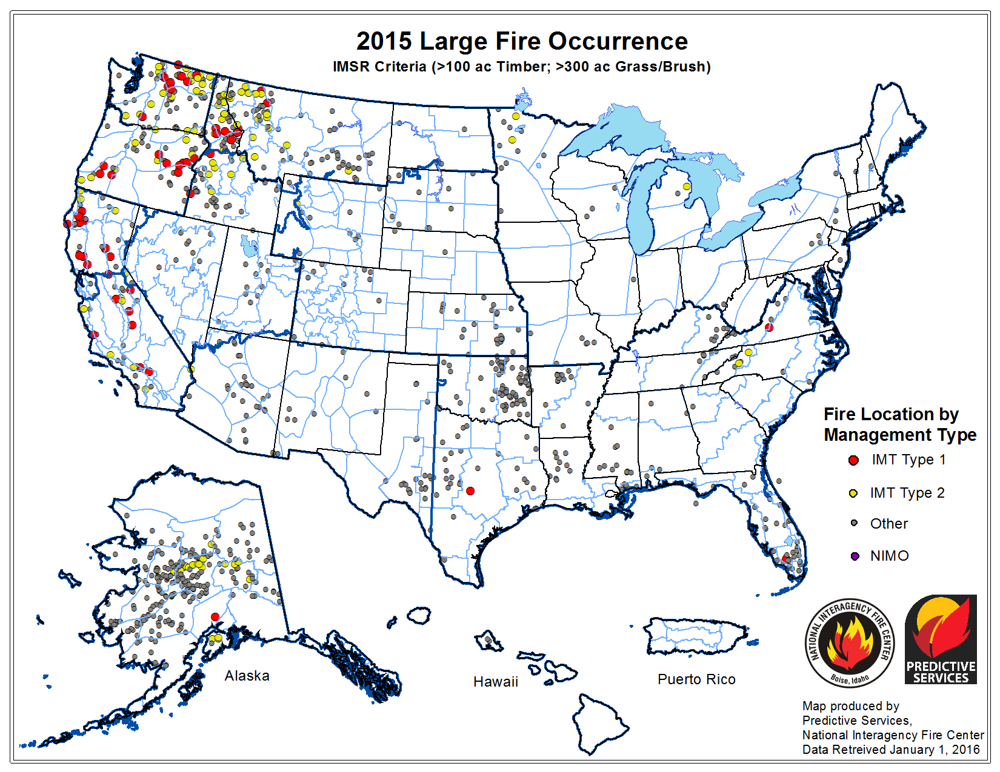 2015 Large Fire Occurrence
IMSR Criteria (>100 ac Timber; >300 ac Grass/Brush)
Fire Location by
Management Type
IMT Type 1
IMT Type 2
Other
NIMO
Alaska
Hawaii
Puerto Rico
NATIONAL INTERAGENCY FIRE CENTER
Boise, Idaho
PREDICTIVE
SERVICES
Map produced by
Predictive Services,
National Interagency Fire Center
Data Retreived January 1, 2016